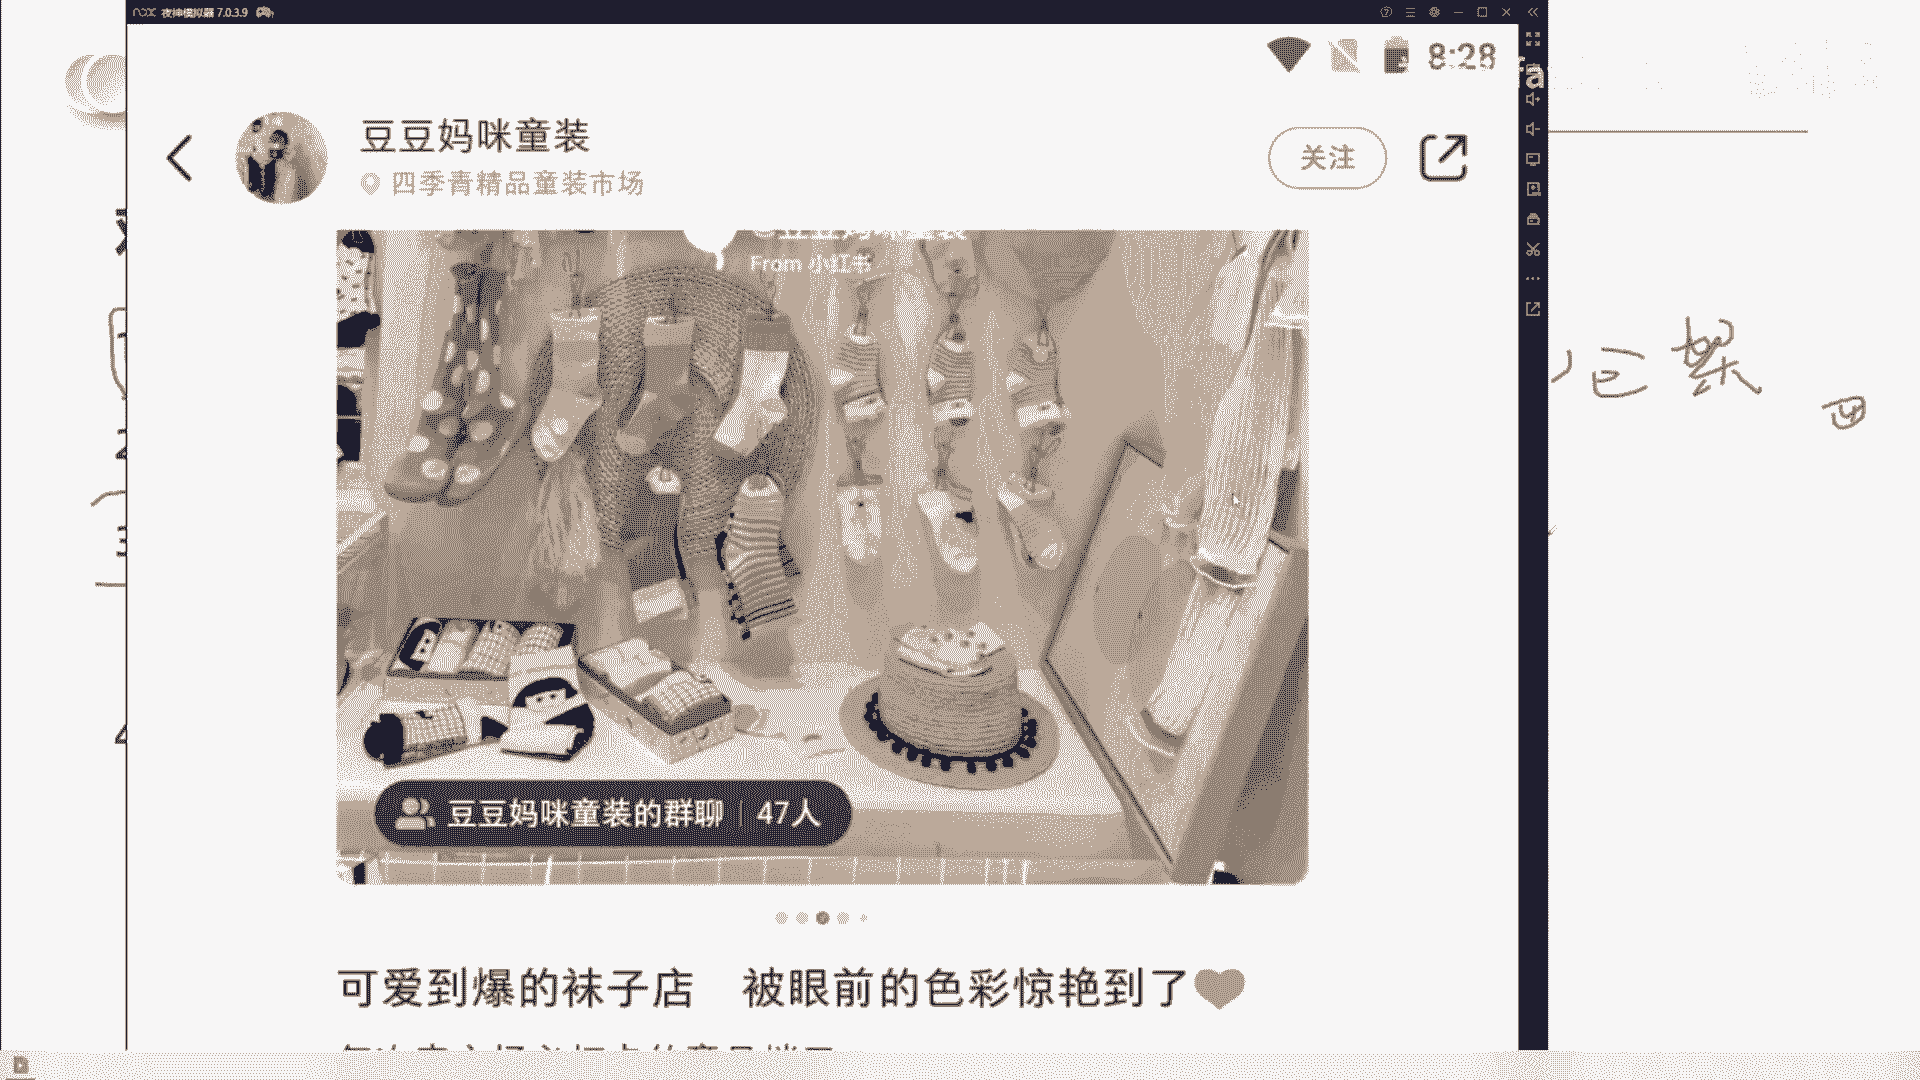 nox 夜神模拟器 7.0.3.9
8:28
fa
豆豆妈咪童装
关注
四季青精品童装市场
From 小红书
豆豆妈咪童装的群聊 | 47人
可爱到爆的袜子店 被眼前的色彩惊艳到了